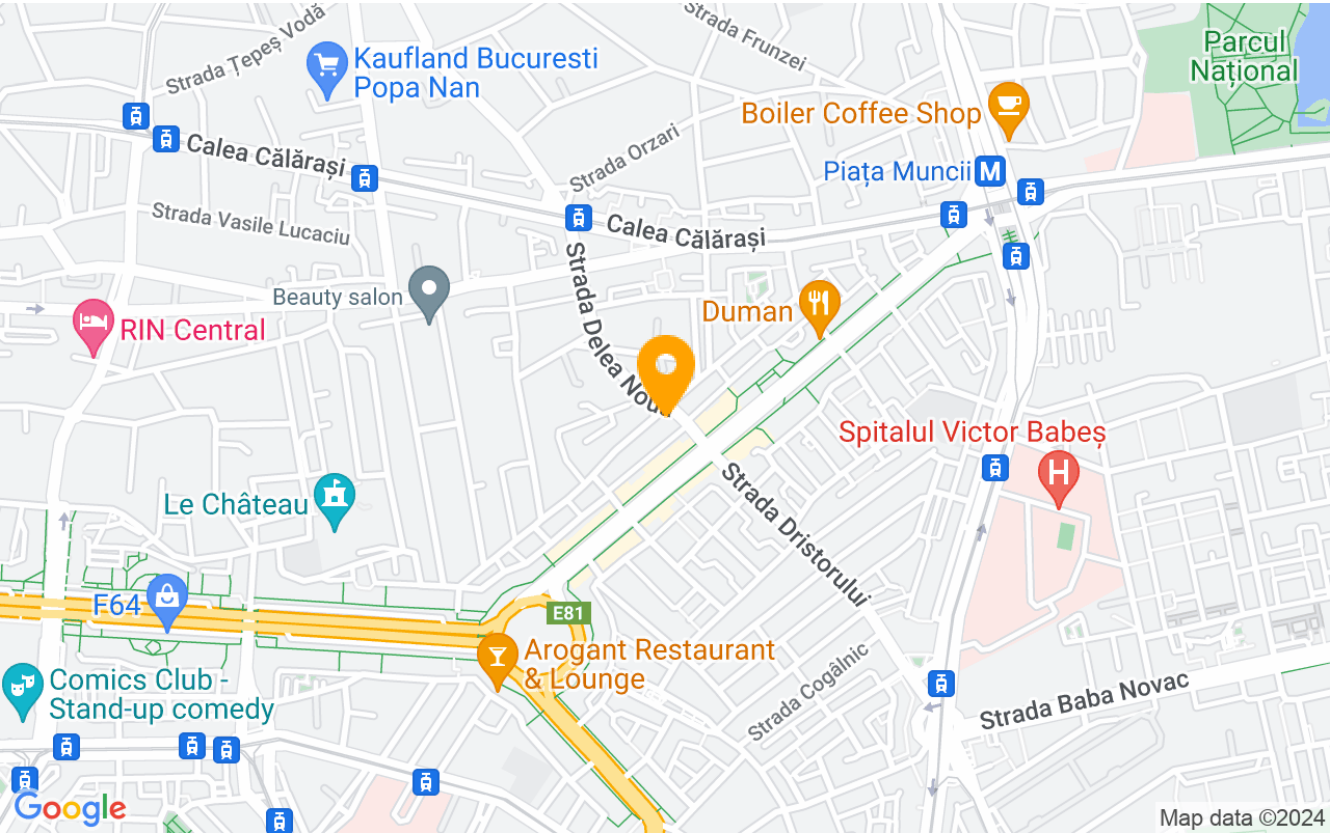 Strada Țepeș Vodă
Strada Frunzei
Parcul
Național
Kaufland Bucuresti
Popa Nan
Boiler Coffee Shop
Calea Călărași
Strada Orzari
Piața Muncii
M
Strada Vasile Lucaciu
Calea Călărași
Strada Delea Nouă
Beauty salon
Duman
RIN Central
Spitalul Victor Babeș
H
Le Château
Strada Dristorului
F64
E81
Arogant Restaurant
& Lounge
Strada Cogâlnic
Comics Club -
Stand-up comedy
Strada Baba Novac
Google
Map data ©2024